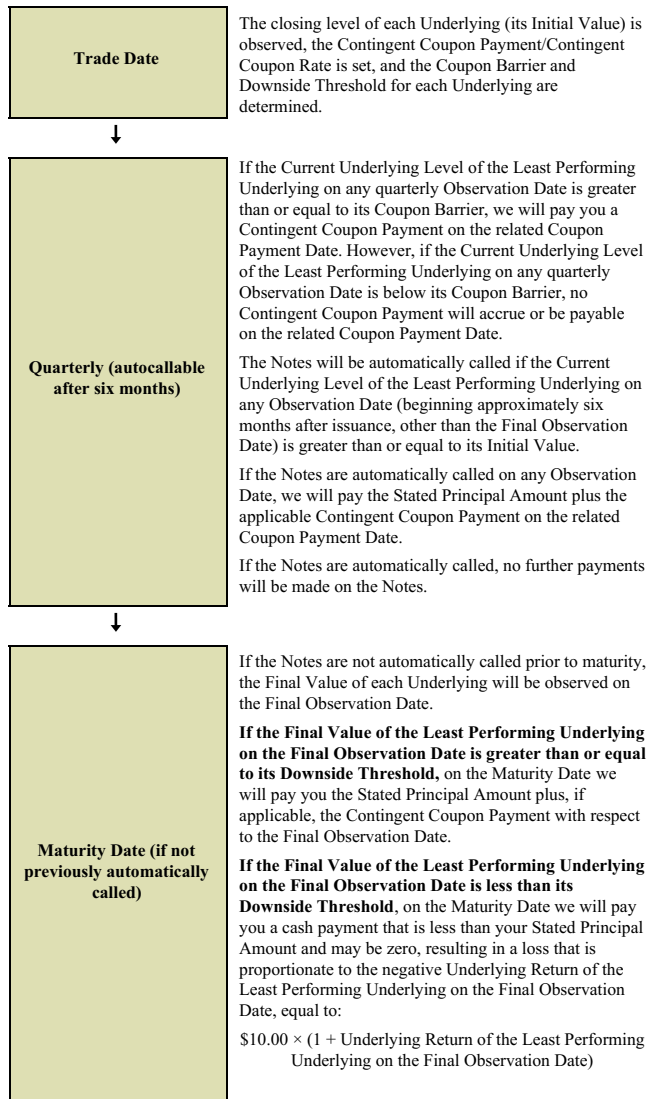 Trade Date
The closing level of each Underlying (its Initial Value) is
observed, the Contingent Coupon Payment/Contingent
Coupon Rate is set, and the Coupon Barrier and
Downside Threshold for each Underlying are
determined.
↓
Quarterly (autocallable
after six months)
If the Current Underlying Level of the Least Performing
Underlying on any quarterly Observation Date is greater
than or equal to its Coupon Barrier, we will pay you a
Contingent Coupon Payment on the related Coupon
Payment Date. However, if the Current Underlying Level
of the Least Performing Underlying on any quarterly
Observation Date is below its Coupon Barrier, no
Contingent Coupon Payment will accrue or be payable
on the related Coupon Payment Date.
The Notes will be automatically called if the Current
Underlying Level of the Least Performing Underlying on
any Observation Date (beginning approximately six
months after issuance, other than the Final Observation
Date) is greater than or equal to its Initial Value.
If the Notes are automatically called on any Observation
Date, we will pay the Stated Principal Amount plus the
applicable Contingent Coupon Payment on the related
Coupon Payment Date.
If the Notes are automatically called, no further payments
will be made on the Notes.
↓
Maturity Date (if not
previously automatically
called)
If the Notes are not automatically called prior to maturity,
the Final Value of each Underlying will be observed on
the Final Observation Date.
If the Final Value of the Least Performing Underlying
on the Final Observation Date is greater than or equal
to its Downside Threshold, on the Maturity Date we
will pay you the Stated Principal Amount plus, if
applicable, the Contingent Coupon Payment with respect
to the Final Observation Date.
If the Final Value of the Least Performing Underlying
on the Final Observation Date is less than its
Downside Threshold, on the Maturity Date we will pay
you a cash payment that is less than your Stated Principal
Amount and may be zero, resulting in a loss that is
proportionate to the negative Underlying Return of the
Least Performing Underlying on the Final Observation
Date, equal to:
$10.00 × (1 + Underlying Return of the Least Performing
Underlying on the Final Observation Date)